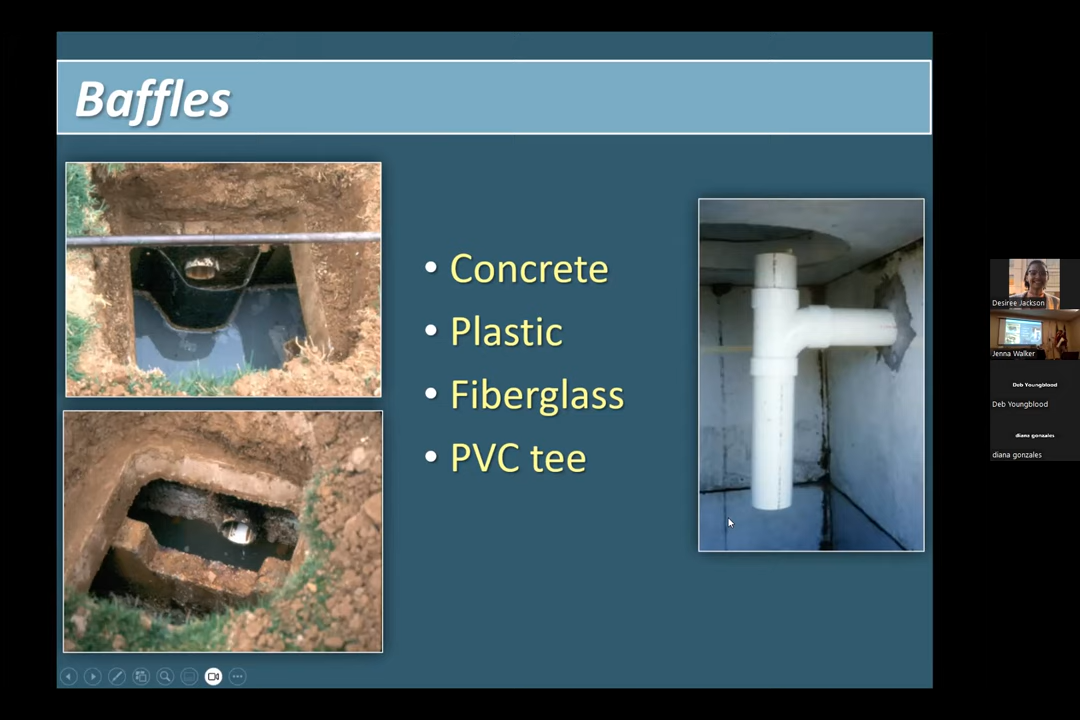 Baffles
• Concrete
• Plastic
• Fiberglass
• PVC tee
Desiree Jackson
Jenna Walker
Deb Youngblood
Deb Youngblood
diana gonzales
diana gonzales